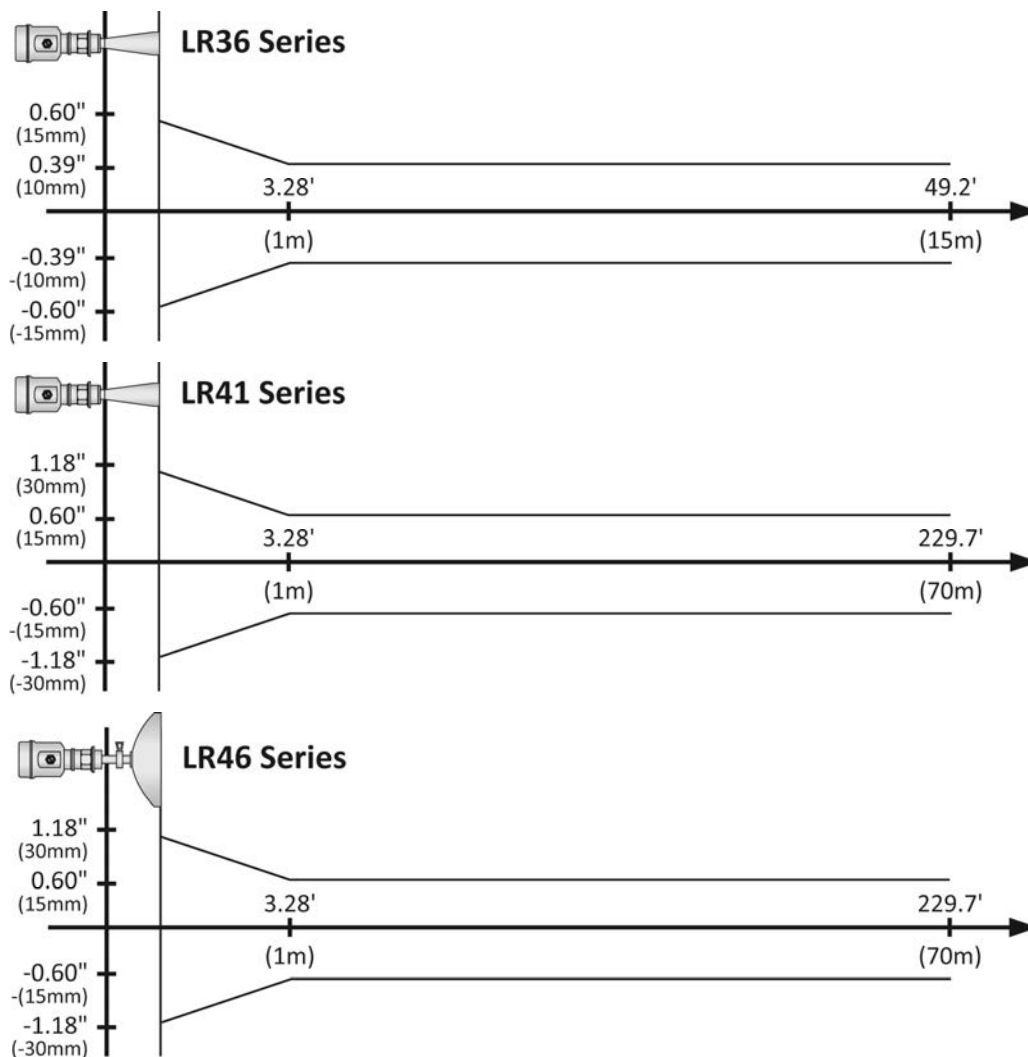 LR36 Series
0.60"
(15mm)
0.39"
(10mm)
3.28'
49.2'
(1m)
(15m)
-0.39"
-(10mm)
-0.60"
(-15mm)
LR41 Series
1.18"
(30mm)
0.60"
(15mm)
3.28'
229.7'
(1m)
(70m)
-0.60"
-(15mm)
-1.18"
(-30mm)
LR46 Series
1.18"
(30mm)
0.60"
(15mm)
3.28'
229.7'
(1m)
(70m)
-0.60"
-(15mm)
-1.18"
(-30mm)